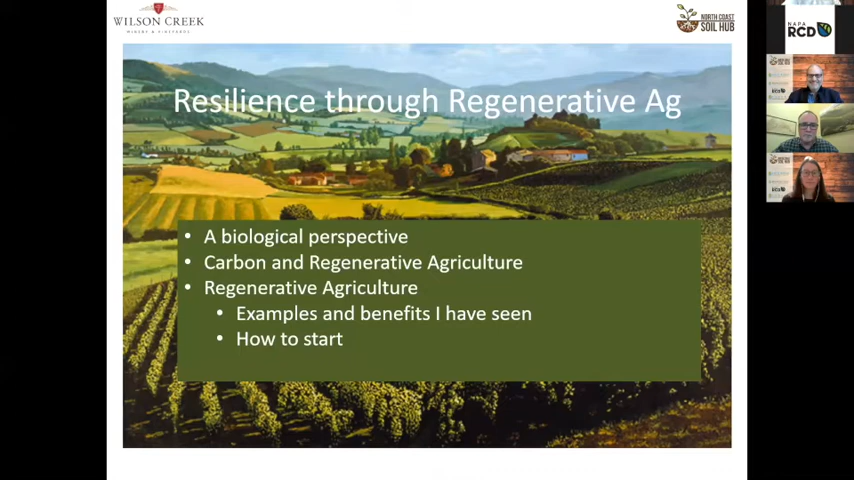 WILSON CREEK
WINERY & VINEYARDS
NORTH COAST
SOIL HUB
NAPA
RCD
Resilience through Regenerative Ag
• A biological perspective
• Carbon and Regenerative Agriculture
• Regenerative Agriculture
• Examples and benefits I have seen
• How to start